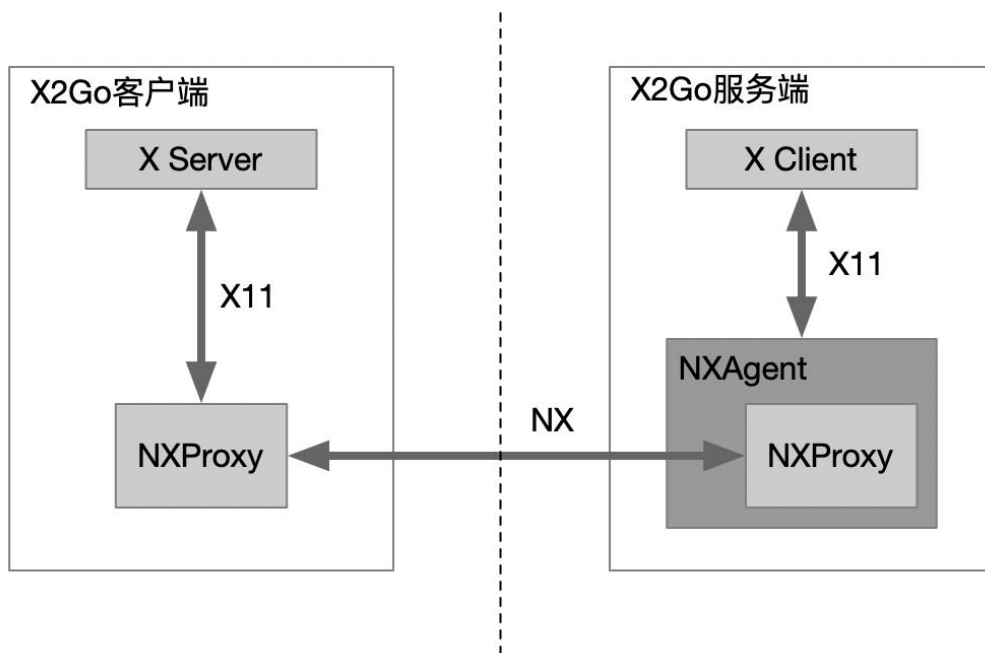 X2Go客户端
X Server
X11
NXProxy
NX
X2Go服务端
X Client
X11
NXAgent
NXProxy